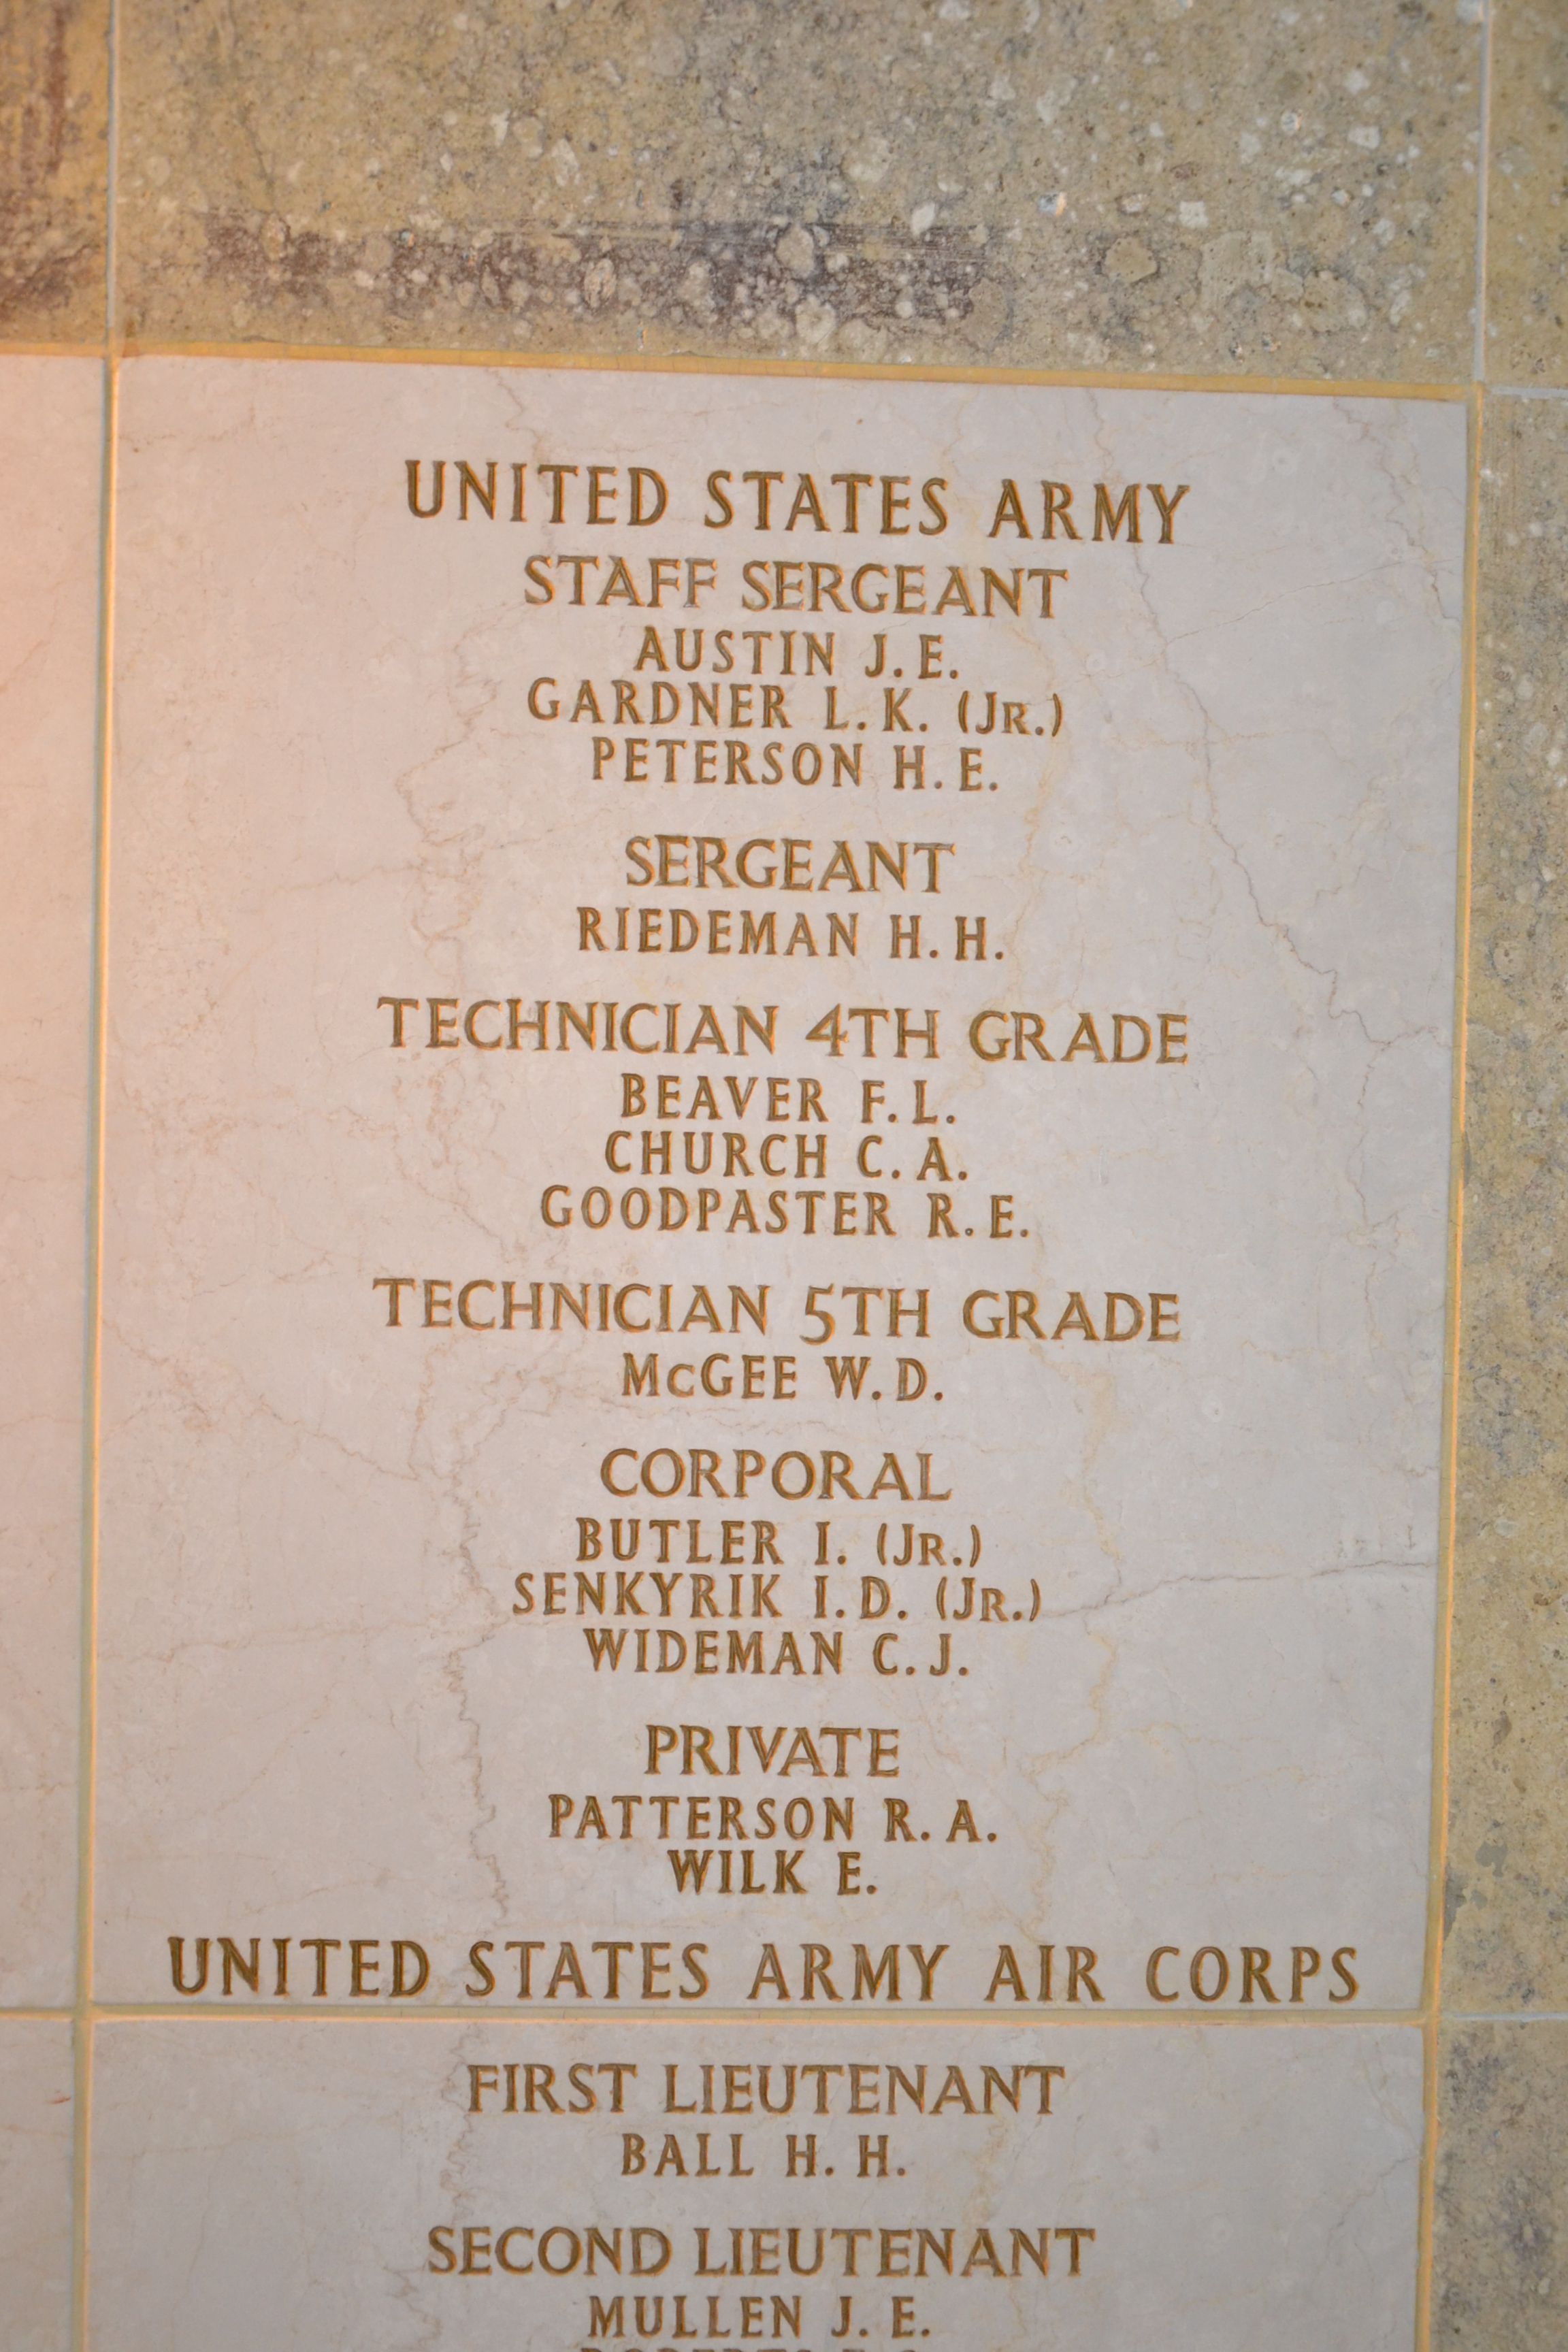 UNITED STATES ARMY
STAFF SERGEANT
AUSTIN J. E.
GARDNER L. K. (JR.)
PETERSON H. E.
SERGEANT
RIEDEMAN H. H.
TECHNICIAN 4TH GRADE
BEAVER F. L.
CHURCH C. A.
GOODPASTER R. E.
TECHNICIAN 5TH GRADE
McGEE W. D.
CORPORAL
BUTLER I. (JR.)
SENKYRIK I. D. (JR.)
WIDEMAN C. J.
PRIVATE
PATTERSON R. A.
WILK E.
UNITED STATES ARMY AIR CORPS
FIRST LIEUTENANT
BALL H. H.
SECOND LIEUTENANT
MULLEN J. E.